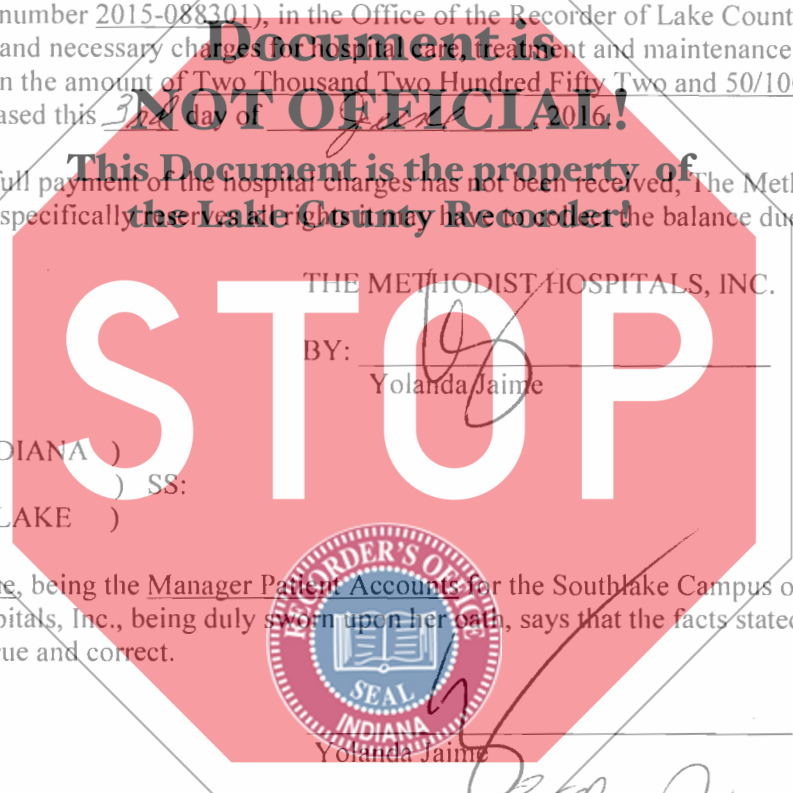 number 2015-088301), in the Office of the Recorder of Lake Count
Document is
and necessary charges for hospital care, treatment and maintenance
n the amount of Two Thousand Two Hundred Fifty Two and 50/10
NOT OFFICIAL!
ased this 3rd day of June, 2016.
This Document is the property of
full payment of the hospital charges has not been received, The Meth
the Lake County Recorder!
specifically reserves all rights it may have to collect the balance due
THE METHODIST HOSPITALS, INC.
STOP
BY:
Yolanda Jaime
DIANA )
) SS:
LAKE )
RECORDER'S OFFICE
e, being the Manager Patient Accounts for the Southlake Campus o
pitals, Inc., being duly sworn upon her oath, says that the facts stated
rue and correct.
SEAL
INDIANA
Yolanda Jaime